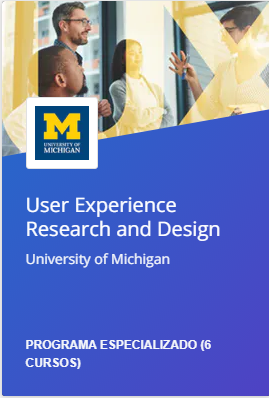 M
UNIVERSITY OF
MICHIGAN
User Experience
Research and Design
University of Michigan
PROGRAMA ESPECIALIZADO (6
CURSOS)